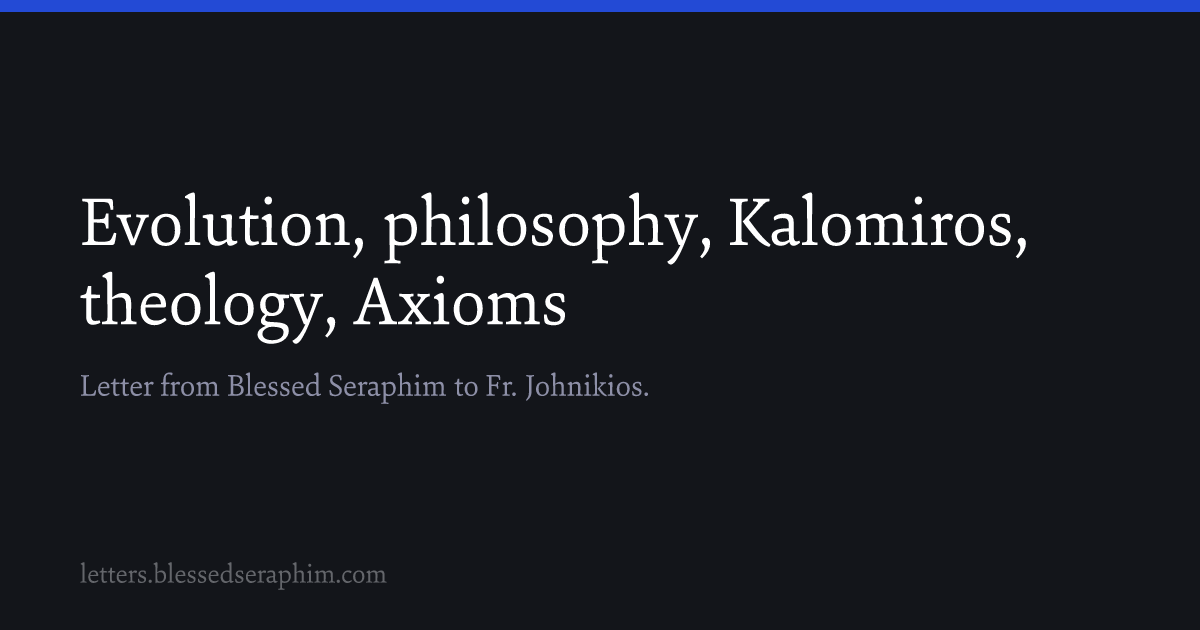 Evolution, philosophy, Kalomiros,
theology, Axioms
Letter from Blessed Seraphim to Fr. Johnikios.
letters.blessedseraphim.com